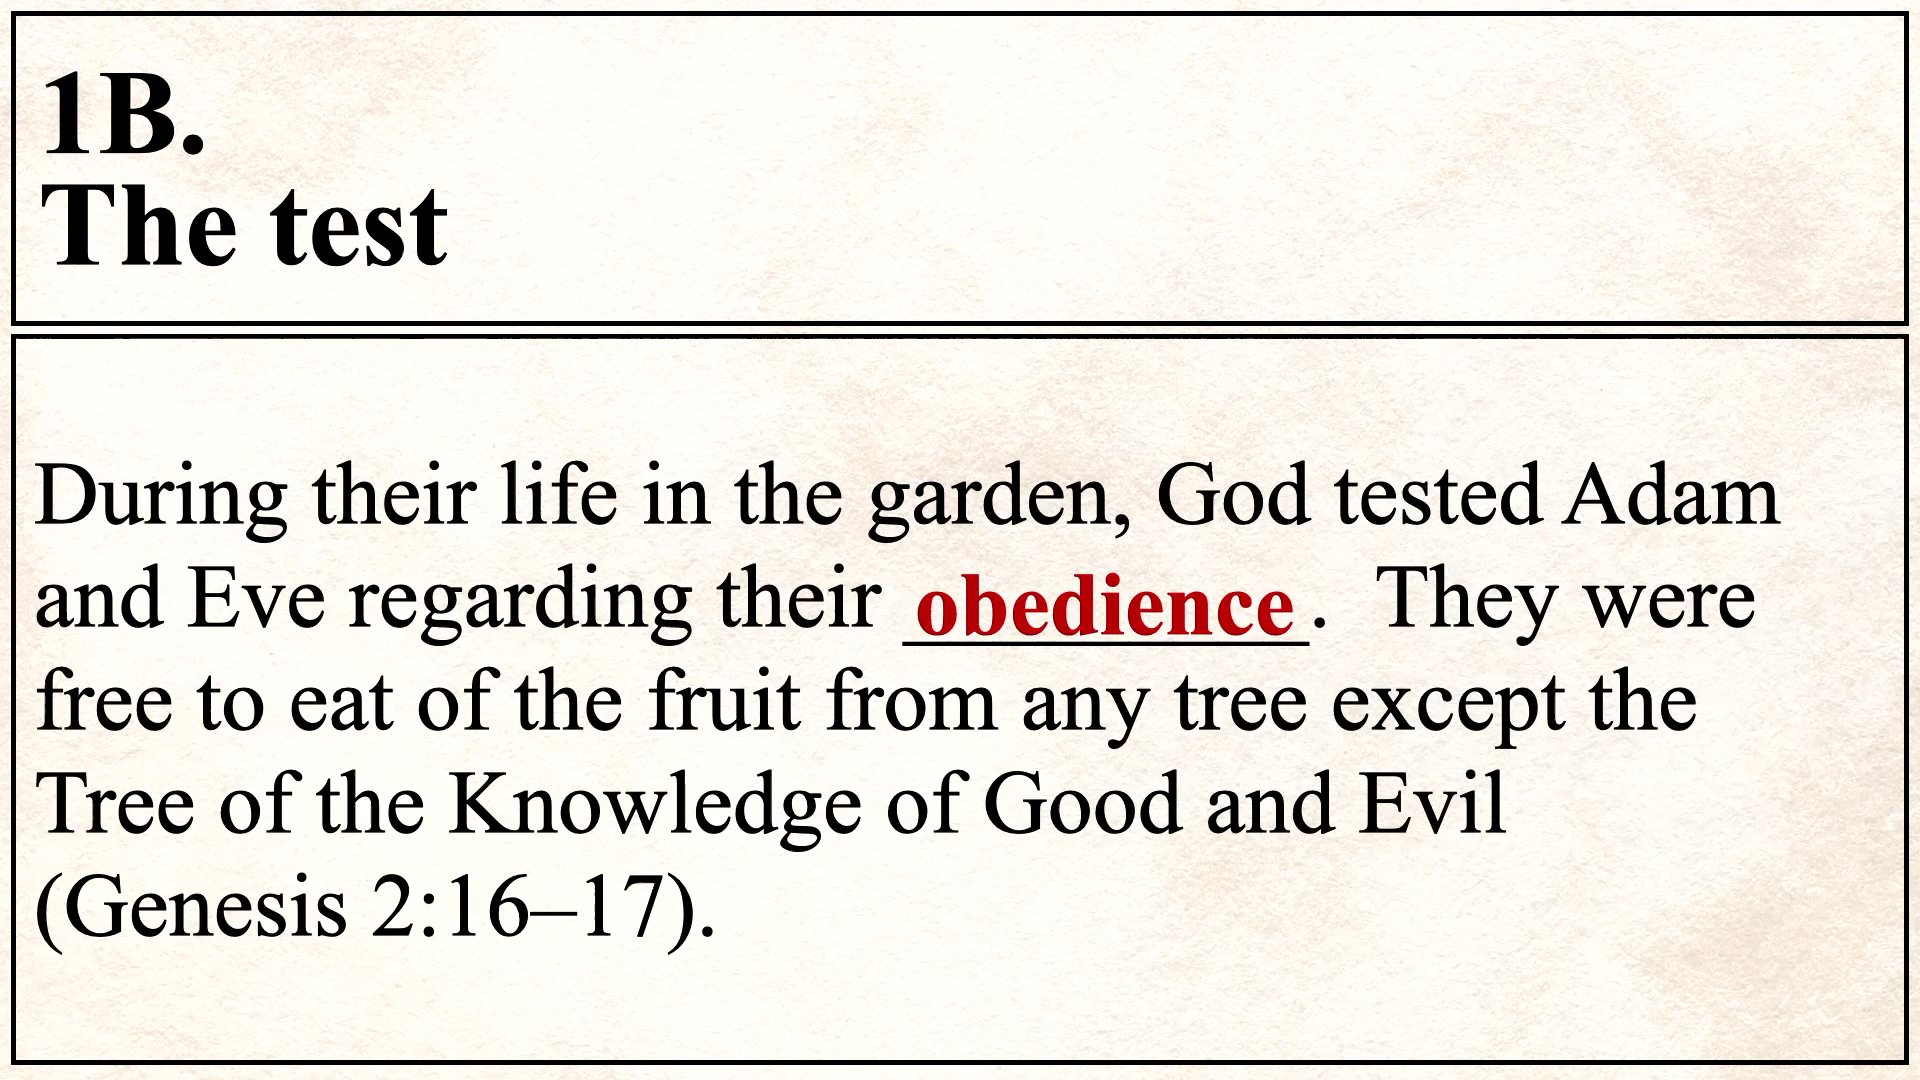 1B.
The test
During their life in the garden, God tested Adam
and Eve regarding their obedience.  They were
free to eat of the fruit from any tree except the
Tree of the Knowledge of Good and Evil
(Genesis 2:16–17).